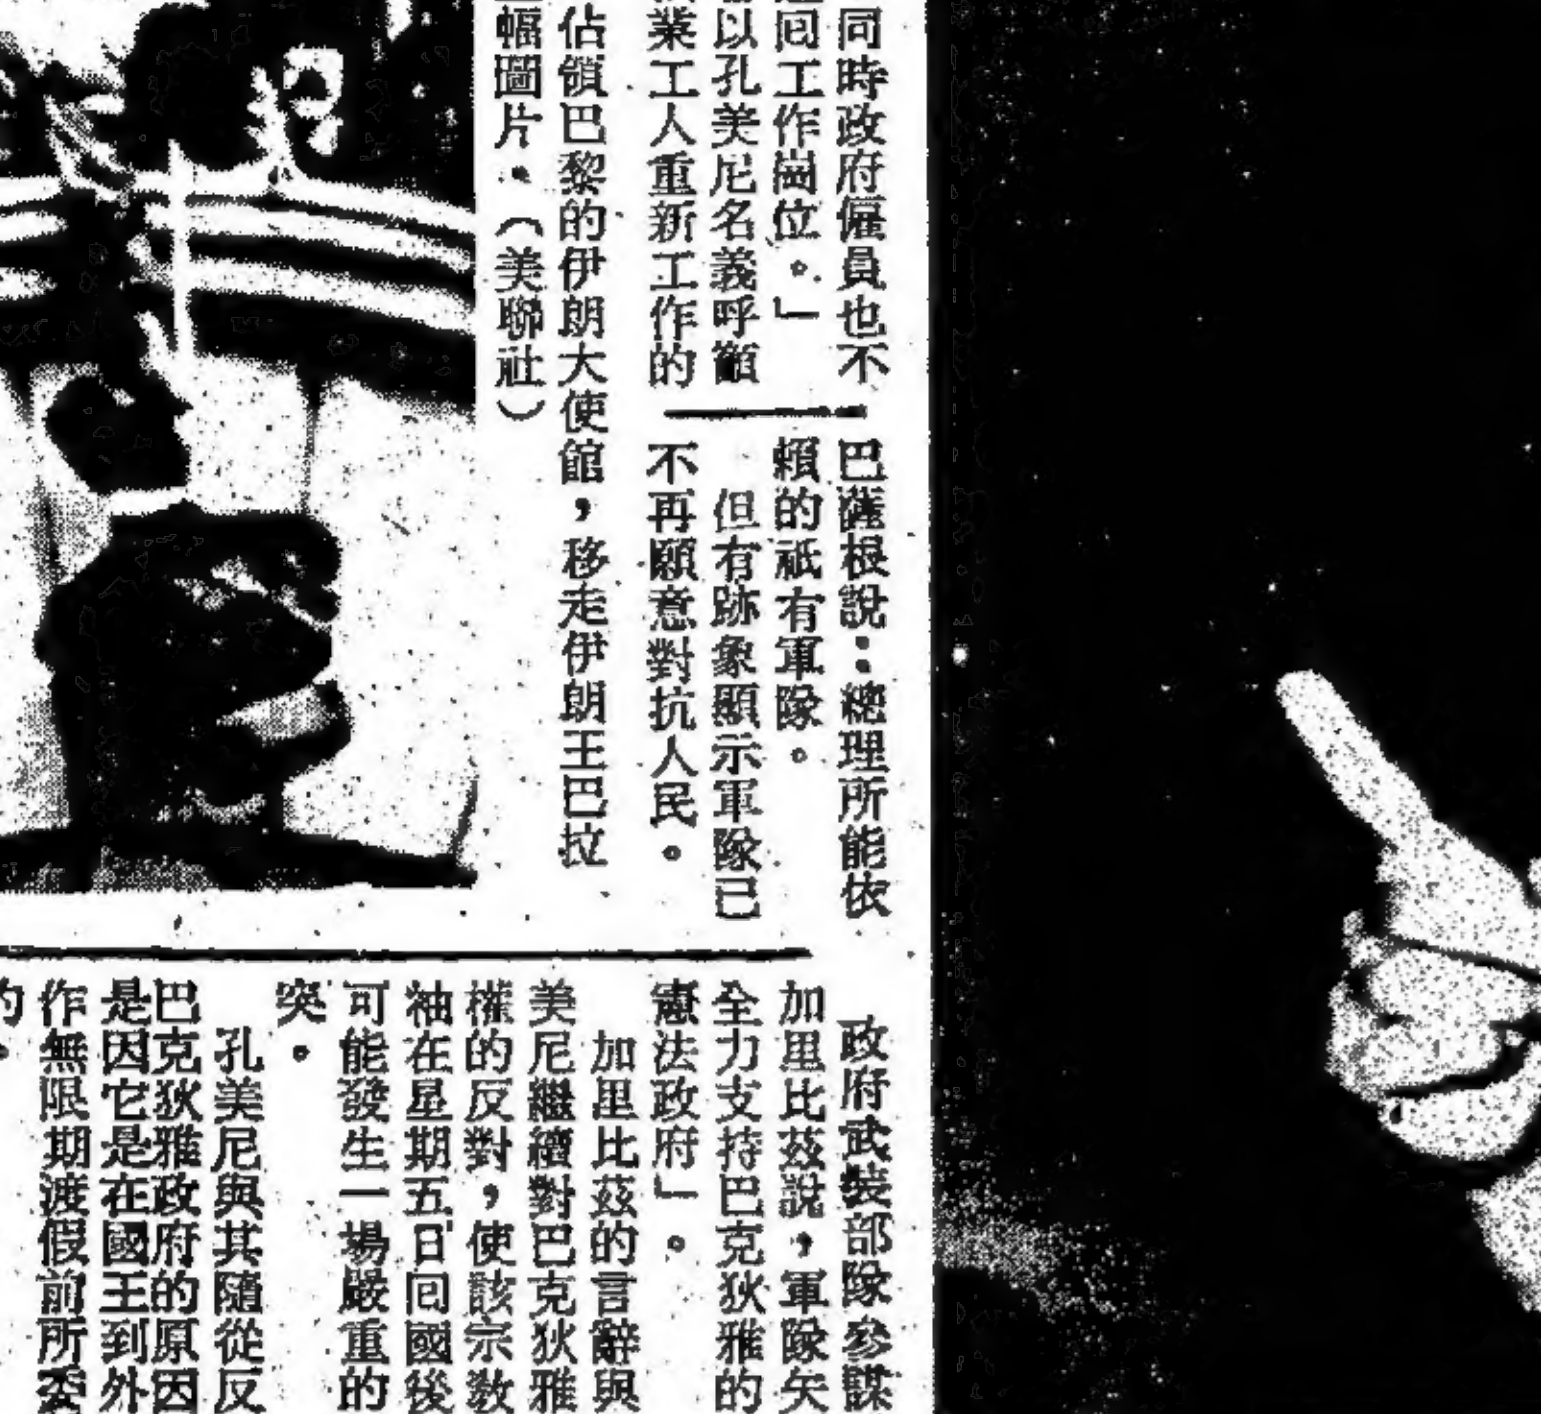 同時政府僱員也不
回工作崗位。」
以孔美尼名義呼籲
業工人重新工作的
巴薩根說：總理所能依
賴的祇有軍隊。
但有跡象顯示軍隊已
不再願意對抗人民。
佔領巴黎的伊朗大使館，移走伊朗王巴拉
幅圖片。（美聯社）
政府武裝部隊參謀
加里比茲說，軍隊矢
全力支持巴克狄雅的
憲法政府」。
加里比茲的言辭與
美尼繼續對巴克狄雅
權的反對，使該宗教
袖在星期五日回國後
可能發生一場嚴重的
突。
孔美尼與其隨從反
巴克狄雅政府的原因
是因它是在國王到外
作無限期渡假前所委
的。